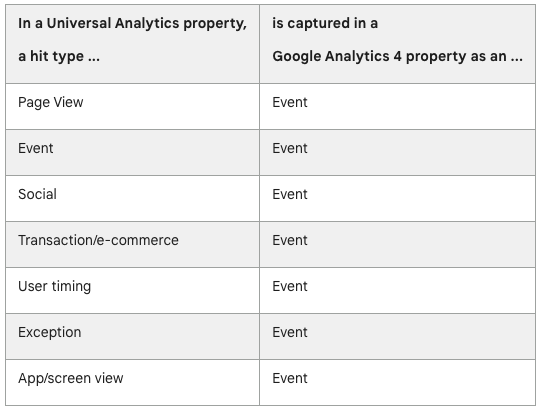 In a Universal Analytics property,
a hit type ...
is captured in a
Google Analytics 4 property as an ...
Page View
Event
Event
Event
Social
Event
Transaction/e-commerce
Event
User timing
Event
Exception
Event
App/screen view
Event